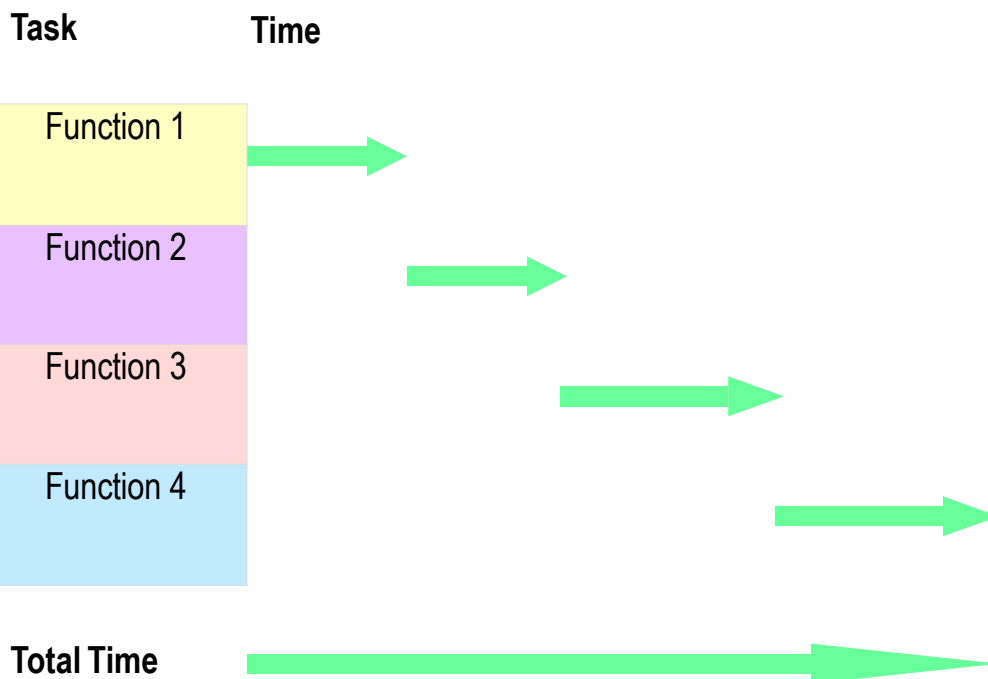 Task Time
Function 1
Function 2
Function 3
Function 4
Total Time